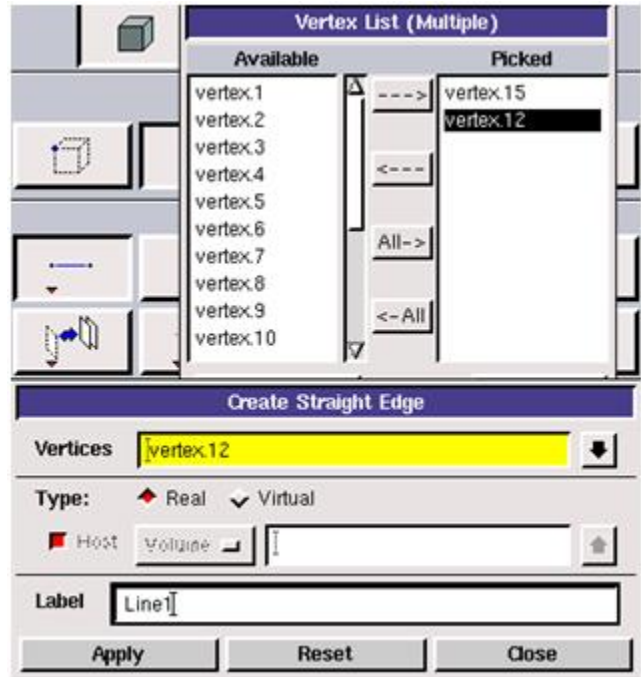 Vertex List (Multiple)
Available Picked
vertex.1
vertex.2
vertex.3
vertex.4
vertex.5
vertex.6
vertex.7
vertex.8
vertex.9
vertex.10
--->
<---
All->
<-All
vertex.15
vertex.12
Create Straight Edge
Vertices vertex.12
Type: Real Virtual
Host Volume
Label Line1
Apply Reset Close